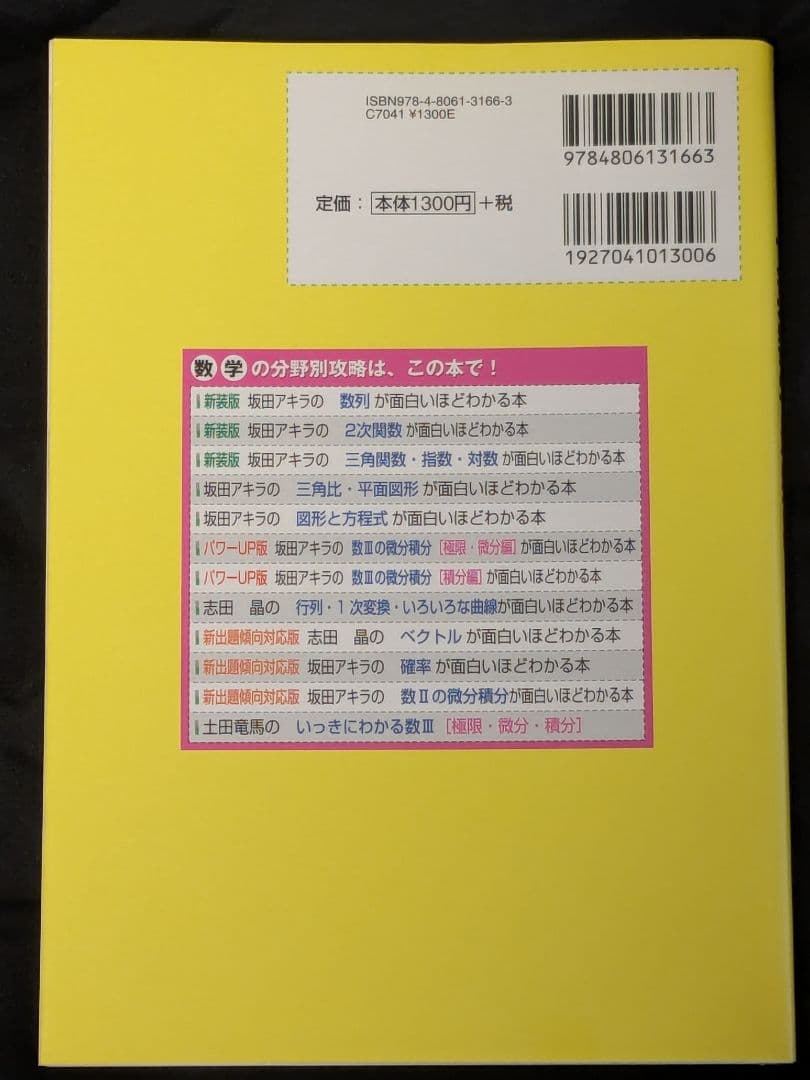 ISBN978-4-8061-3166-3
C7041 ¥1300E
9784806131663
定価：本体1300円+税
1927041013006
数学の分野別攻略は、この本で！
新装版 坂田アキラの 数列が面白いほどわかる本
新装版 坂田アキラの 2次関数が面白いほどわかる本
新装版 坂田アキラの 三角関数・指数・対数が面白いほどわかる本
坂田アキラの 三角比・平面図形が面白いほどわかる本
坂田アキラの 図形と方程式が面白いほどわかる本
パワーUP版 坂田アキラの 数Ⅲの微分積分［極限・微分編］が面白いほどわかる本
パワーUP版 坂田アキラの 数Ⅲの微分積分［積分編］が面白いほどわかる本
志田 晶の 行列・1次変換・いろいろな曲線が面白いほどわかる本
新出題傾向対応版 志田 晶の ベクトルが面白いほどわかる本
新出題傾向対応版 坂田アキラの 確率が面白いほどわかる本
新出題傾向対応版 坂田アキラの 数Ⅱの微分積分が面白いほどわかる本
土田竜馬の いっきにわかる数Ⅲ［極限・微分・積分］